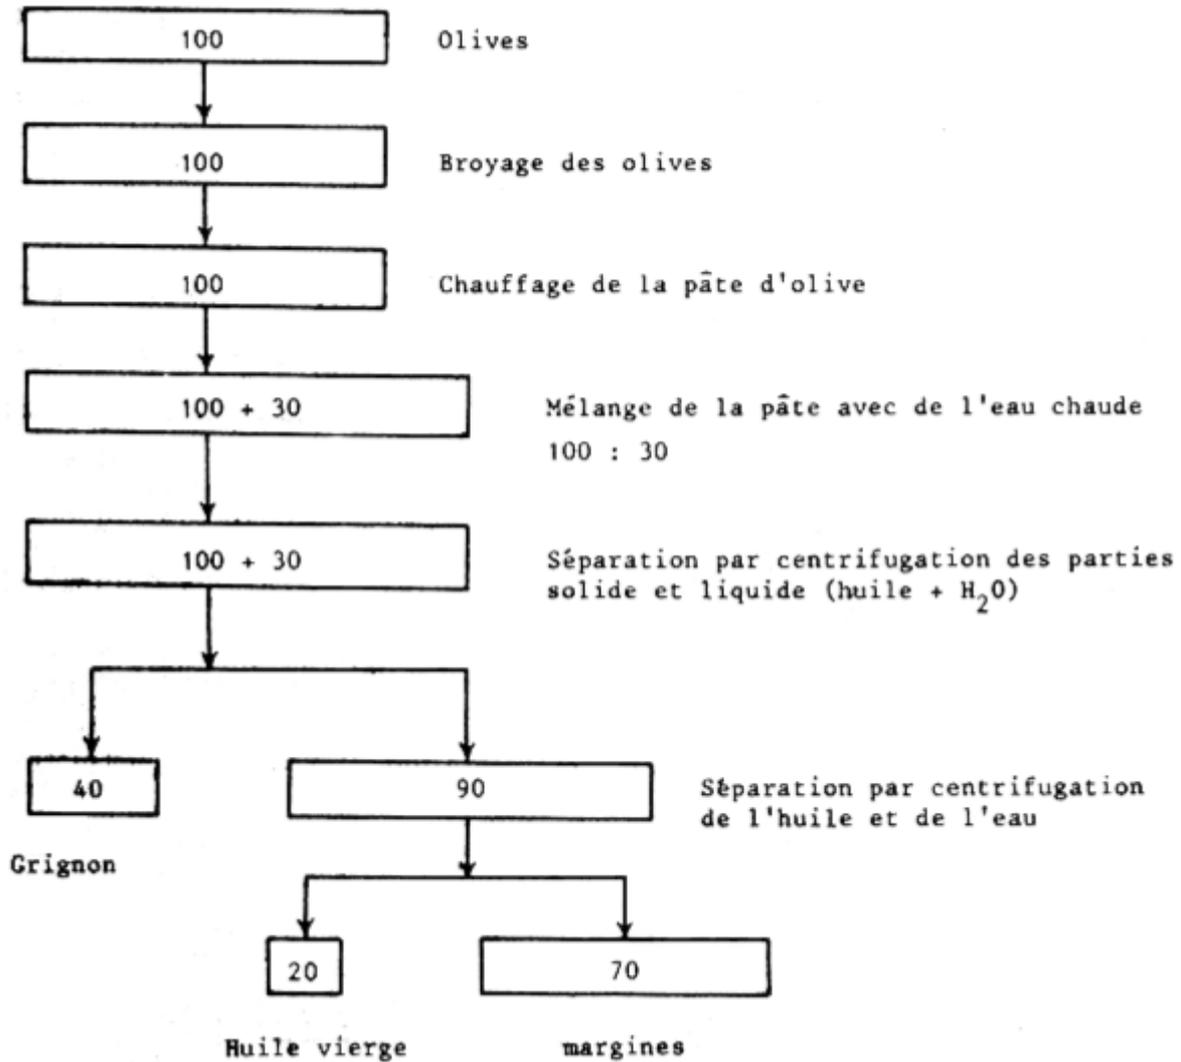 100 Olives
100 Broyage des olives
100 Chauffage de la pâte d'olive
100 + 30 Mélange de la pâte avec de l'eau chaude
100 : 30
100 + 30 Séparation par centrifugation des parties
solide et liquide (huile + H₂O)
40 90 Séparation par centrifugation
de l'huile et de l'eau
Grignon
20 70
Huile vierge margines